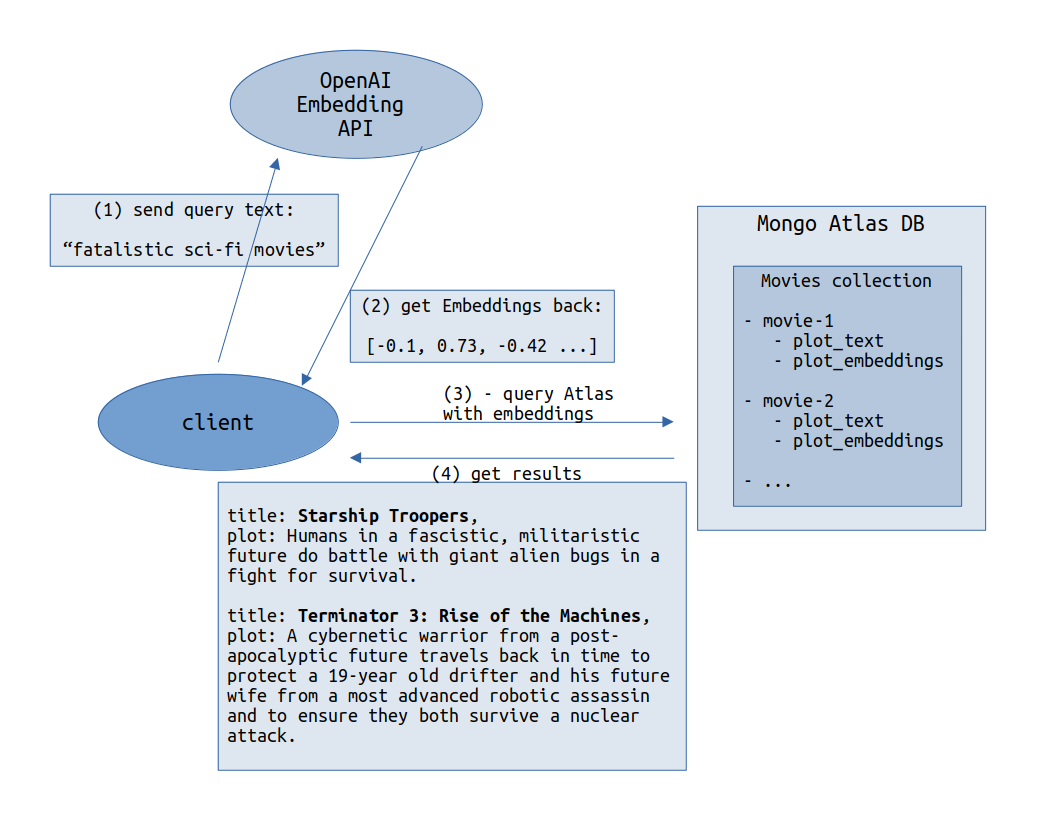 OpenAI
Embedding
API
(1) send query text:
“fatalistic sci-fi movies”
(2) get Embeddings back:
[-0.1, 0.73, -0.42 ...]
client
(3) - query Atlas
with embeddings
(4) get results
Mongo Atlas DB
Movies collection
- movie-1
- plot_text
- plot_embeddings
- movie-2
- plot_text
- plot_embeddings
- ...
title: Starship Troopers,
plot: Humans in a fascistic, militaristic
future do battle with giant alien bugs in a
fight for survival.
title: Terminator 3: Rise of the Machines,
plot: A cybernetic warrior from a post-
apocalyptic future travels back in time to
protect a 19-year old drifter and his future
wife from a most advanced robotic assassin
and to ensure they both survive a nuclear
attack.